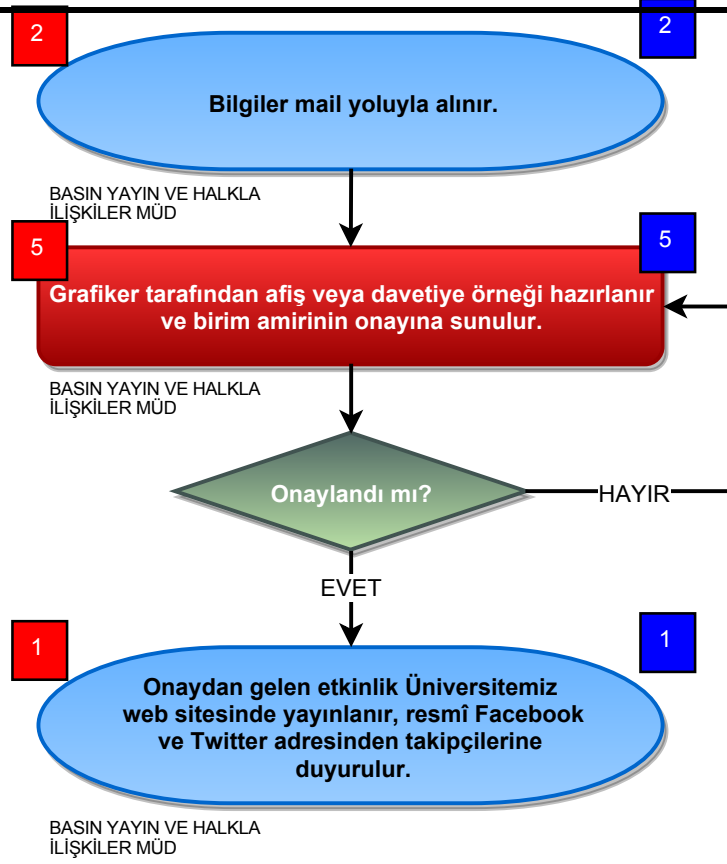 2
2
Bilgiler mail yoluyla alınır.
BASIN YAYIN VE HALKLA
İLİŞKİLER MÜD
5
5
Grafiker tarafından afiş veya davetiye örneği hazırlanır
ve birim amirinin onayına sunulur.
BASIN YAYIN VE HALKLA
İLİŞKİLER MÜD
Onaylandı mı?
HAYIR
EVET
1
1
Onaydan gelen etkinlik Üniversitemiz
web sitesinde yayınlanır, resmî Facebook
ve Twitter adresinden takipçilerine
duyurulur.
BASIN YAYIN VE HALKLA
İLİŞKİLER MÜD